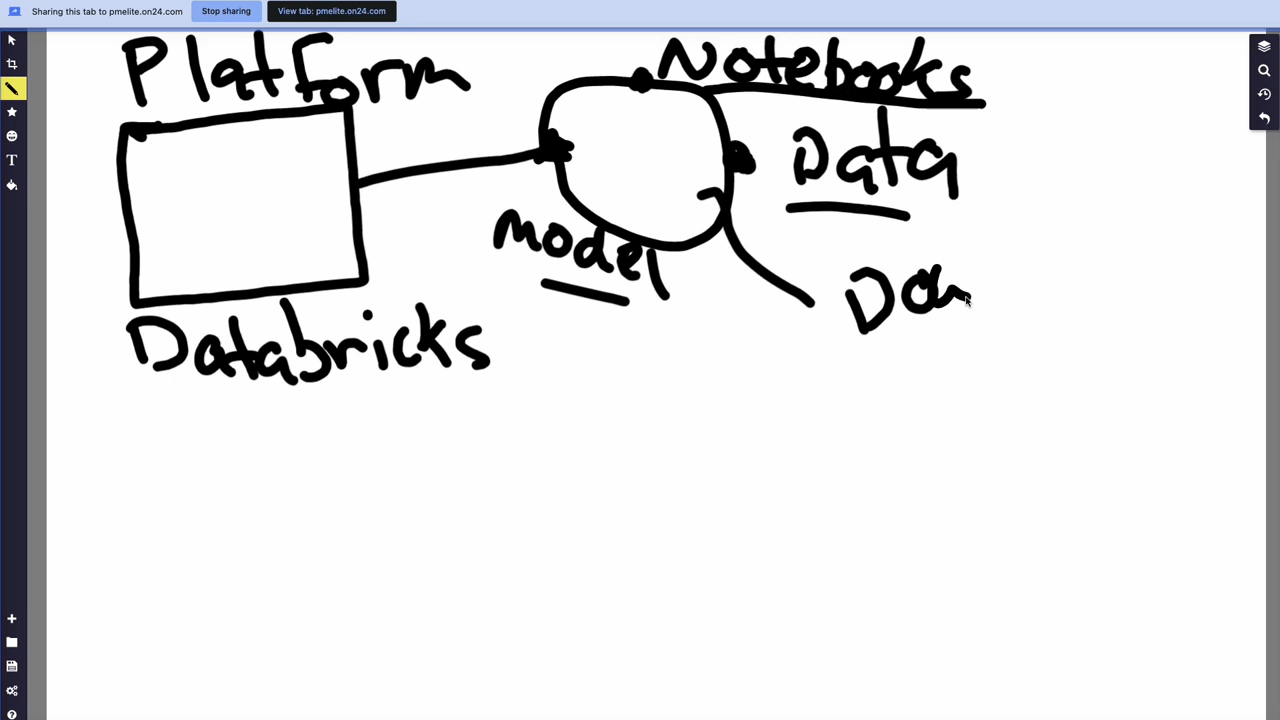 Sharing this tab to pmelite.on24.com
Stop sharing
View tab: pmelite.on24.com
Platform
Notebooks
Data
model
Databricks